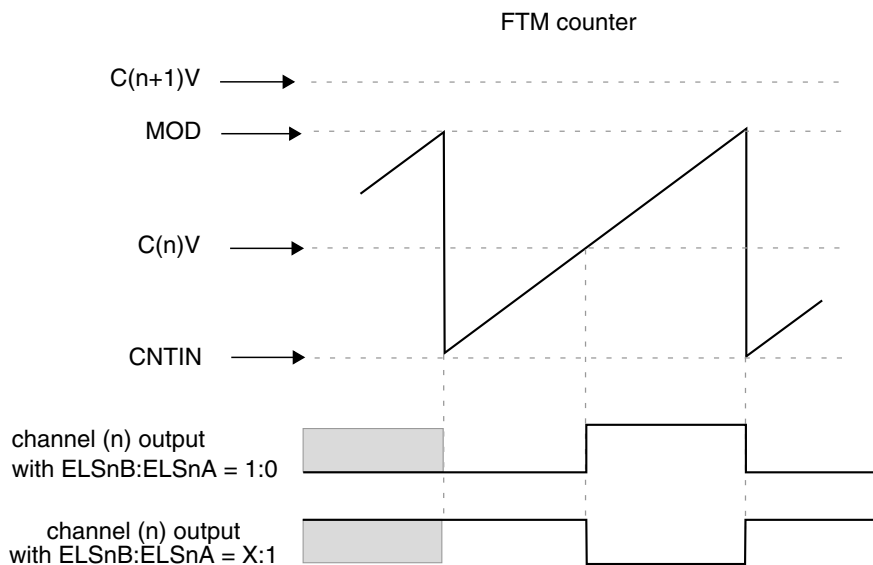 FTM counter
C(n+1)V
MOD
C(n)V
CNTIN
channel (n) output
with ELSnB:ELSnA = 1:0
channel (n) output
with ELSnB:ELSnA = X:1